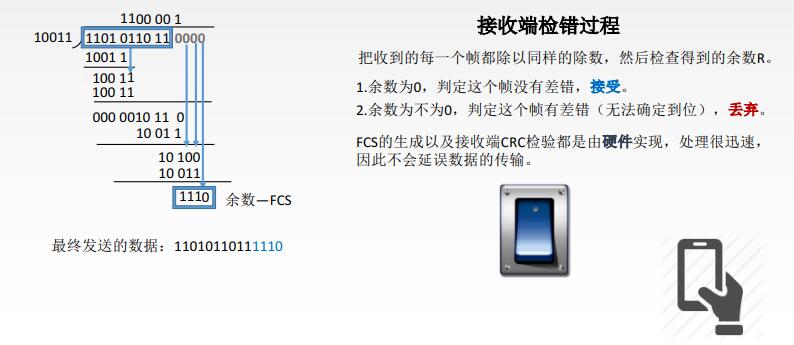 1100 00 1
10011 1101 0110 11 0000
1001 1
100 11
100 11
000 0010 11 0
10 01 1
10 100
10 011
1110 余数—FCS
最终发送的数据：11010110111110
接收端检错过程
把收到的每一个帧都除以同样的除数，然后检查得到的余数R。
1.余数为0，判定这个帧没有差错，接受。
2.余数为不为0，判定这个帧有差错（无法确定到位），丢弃。
FCS的生成以及接收端CRC检验都是由硬件实现，处理很迅速，
因此不会延误数据的传输。